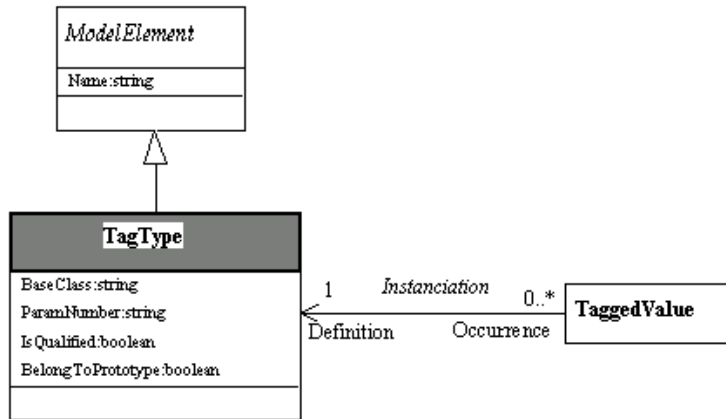 ModelElement
Name:string
TagType
BaseClass:string
ParamNumber:string
IsQualified:boolean
BelongToPrototype:boolean
1 Instanciation 0..*
Definition Occurrence
TaggedValue